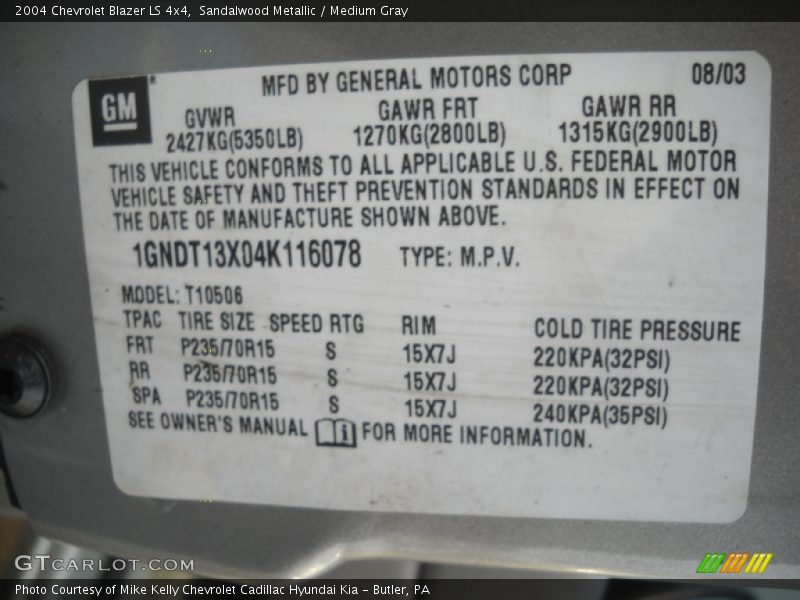 2004 Chevrolet Blazer LS 4x4, Sandalwood Metallic / Medium Gray
GM
MFD BY GENERAL MOTORS CORP 08/03
GVWR GAWR FRT GAWR RR
2427KG(5350LB) 1270KG(2800LB) 1315KG(2900LB)
THIS VEHICLE CONFORMS TO ALL APPLICABLE U.S. FEDERAL MOTOR
VEHICLE SAFETY AND THEFT PREVENTION STANDARDS IN EFFECT ON
THE DATE OF MANUFACTURE SHOWN ABOVE.
1GNDT13X04K116078 TYPE: M.P.V.
MODEL: T10506
TPAC TIRE SIZE SPEED RTG RIM COLD TIRE PRESSURE
FRT P235/70R15 S 15X7J 220KPA(32PSI)
RR P235/70R15 S 15X7J 220KPA(32PSI)
SPA P235/70R15 S 15X7J 240KPA(35PSI)
SEE OWNER'S MANUAL i FOR MORE INFORMATION.
GTCarLot.com
Photo Courtesy of Mike Kelly Chevrolet Cadillac Hyundai Kia - Butler, PA